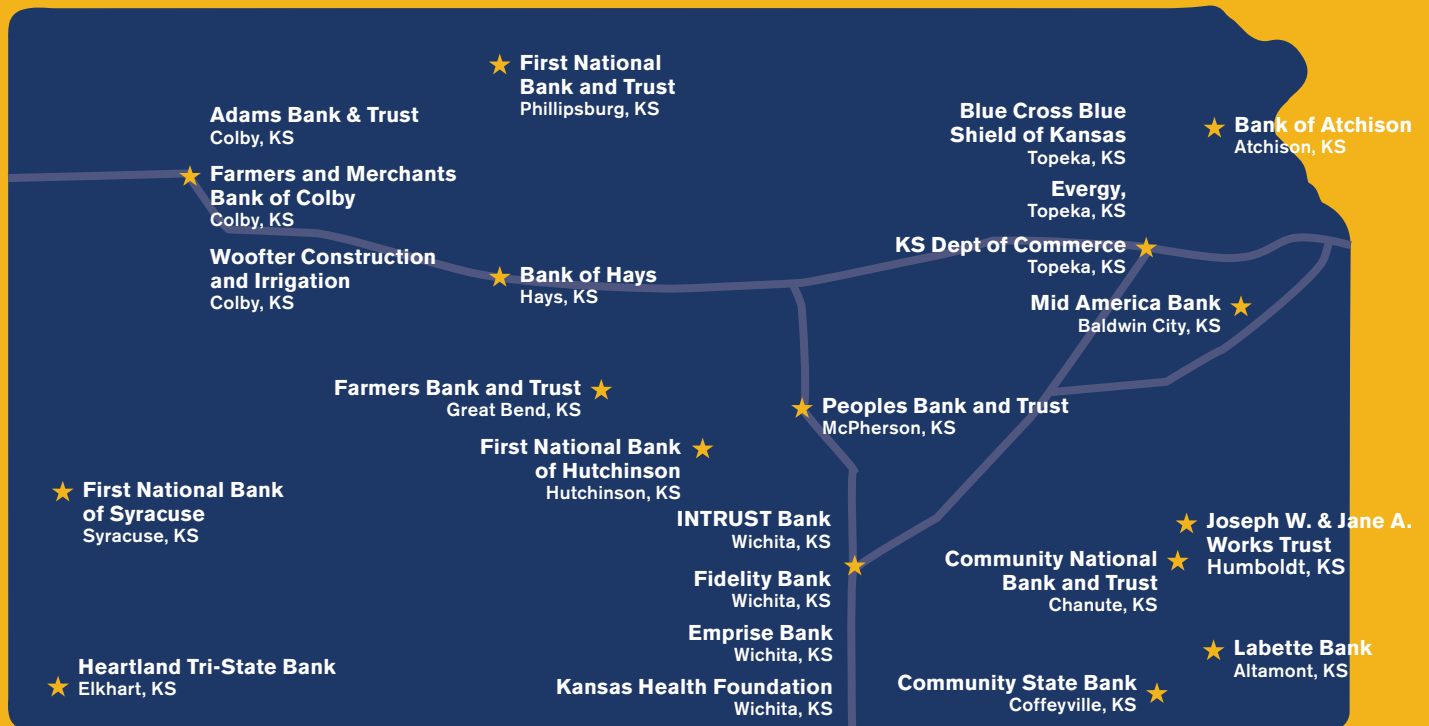 First National
Bank and Trust
Phillipsburg, KS
Adams Bank & Trust
Colby, KS
Farmers and Merchants
Bank of Colby
Colby, KS
Woofter Construction
and Irrigation
Colby, KS
Bank of Hays
Hays, KS
Blue Cross Blue
Shield of Kansas
Topeka, KS
Evergy,
Topeka, KS
KS Dept of Commerce
Topeka, KS
Bank of Atchison
Atchison, KS
Mid America Bank
Baldwin City, KS
Farmers Bank and Trust
Great Bend, KS
Peoples Bank and Trust
McPherson, KS
First National Bank
of Hutchinson
Hutchinson, KS
First National Bank
of Syracuse
Syracuse, KS
INTRUST Bank
Wichita, KS
Fidelity Bank
Wichita, KS
Emprise Bank
Wichita, KS
Kansas Health Foundation
Wichita, KS
Joseph W. & Jane A.
Works Trust
Humboldt, KS
Community National
Bank and Trust
Chanute, KS
Labette Bank
Altamont, KS
Community State Bank
Coffeyville, KS
Heartland Tri-State Bank
Elkhart, KS